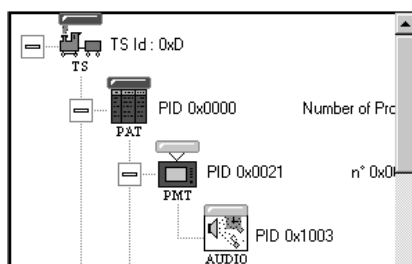 TS Id : 0xD
TS
PID 0x0000 Number of Pro
PAT
PID 0x0021 n° 0x0
PMT
PID 0x1003
AUDIO